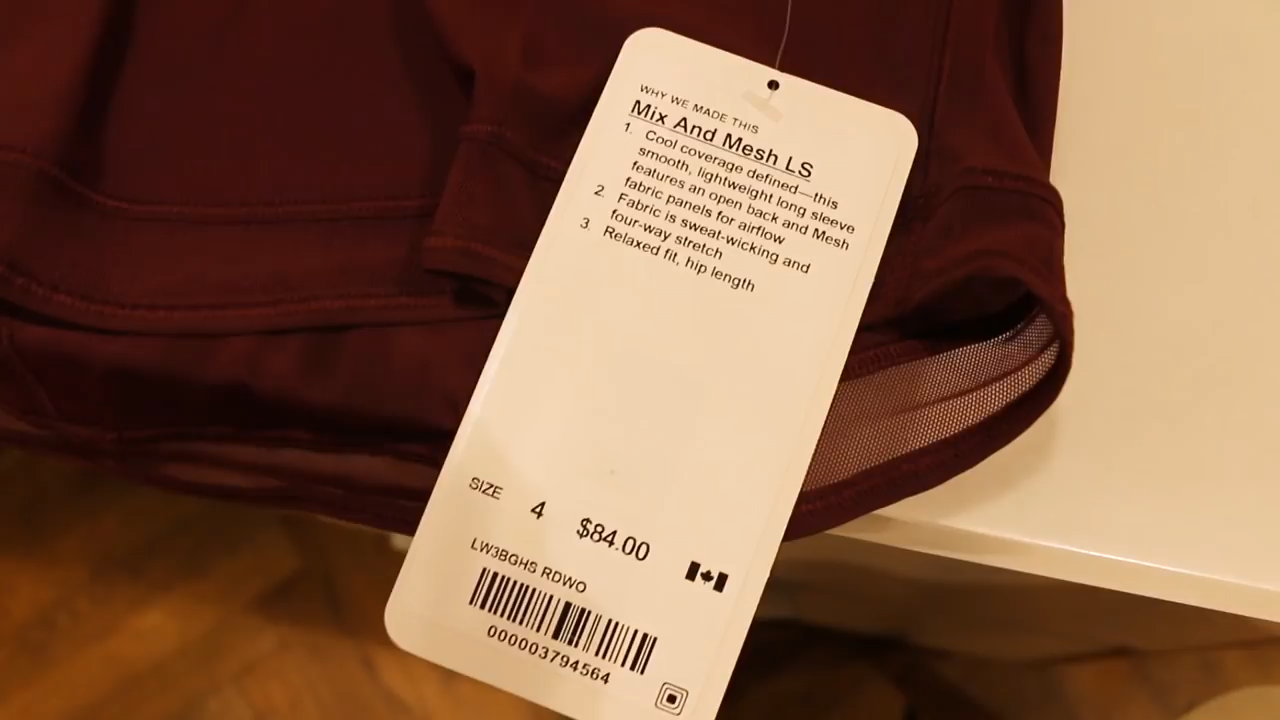 WHY WE MADE THIS
Mix And Mesh LS
1. Cool coverage defined—this
smooth, lightweight long sleeve
features an open back and Mesh
fabric panels for airflow
2. Fabric is sweat-wicking and
four-way stretch
3. Relaxed fit, hip length
SIZE 4 $84.00
LW3BGHS RDWO
000003794564